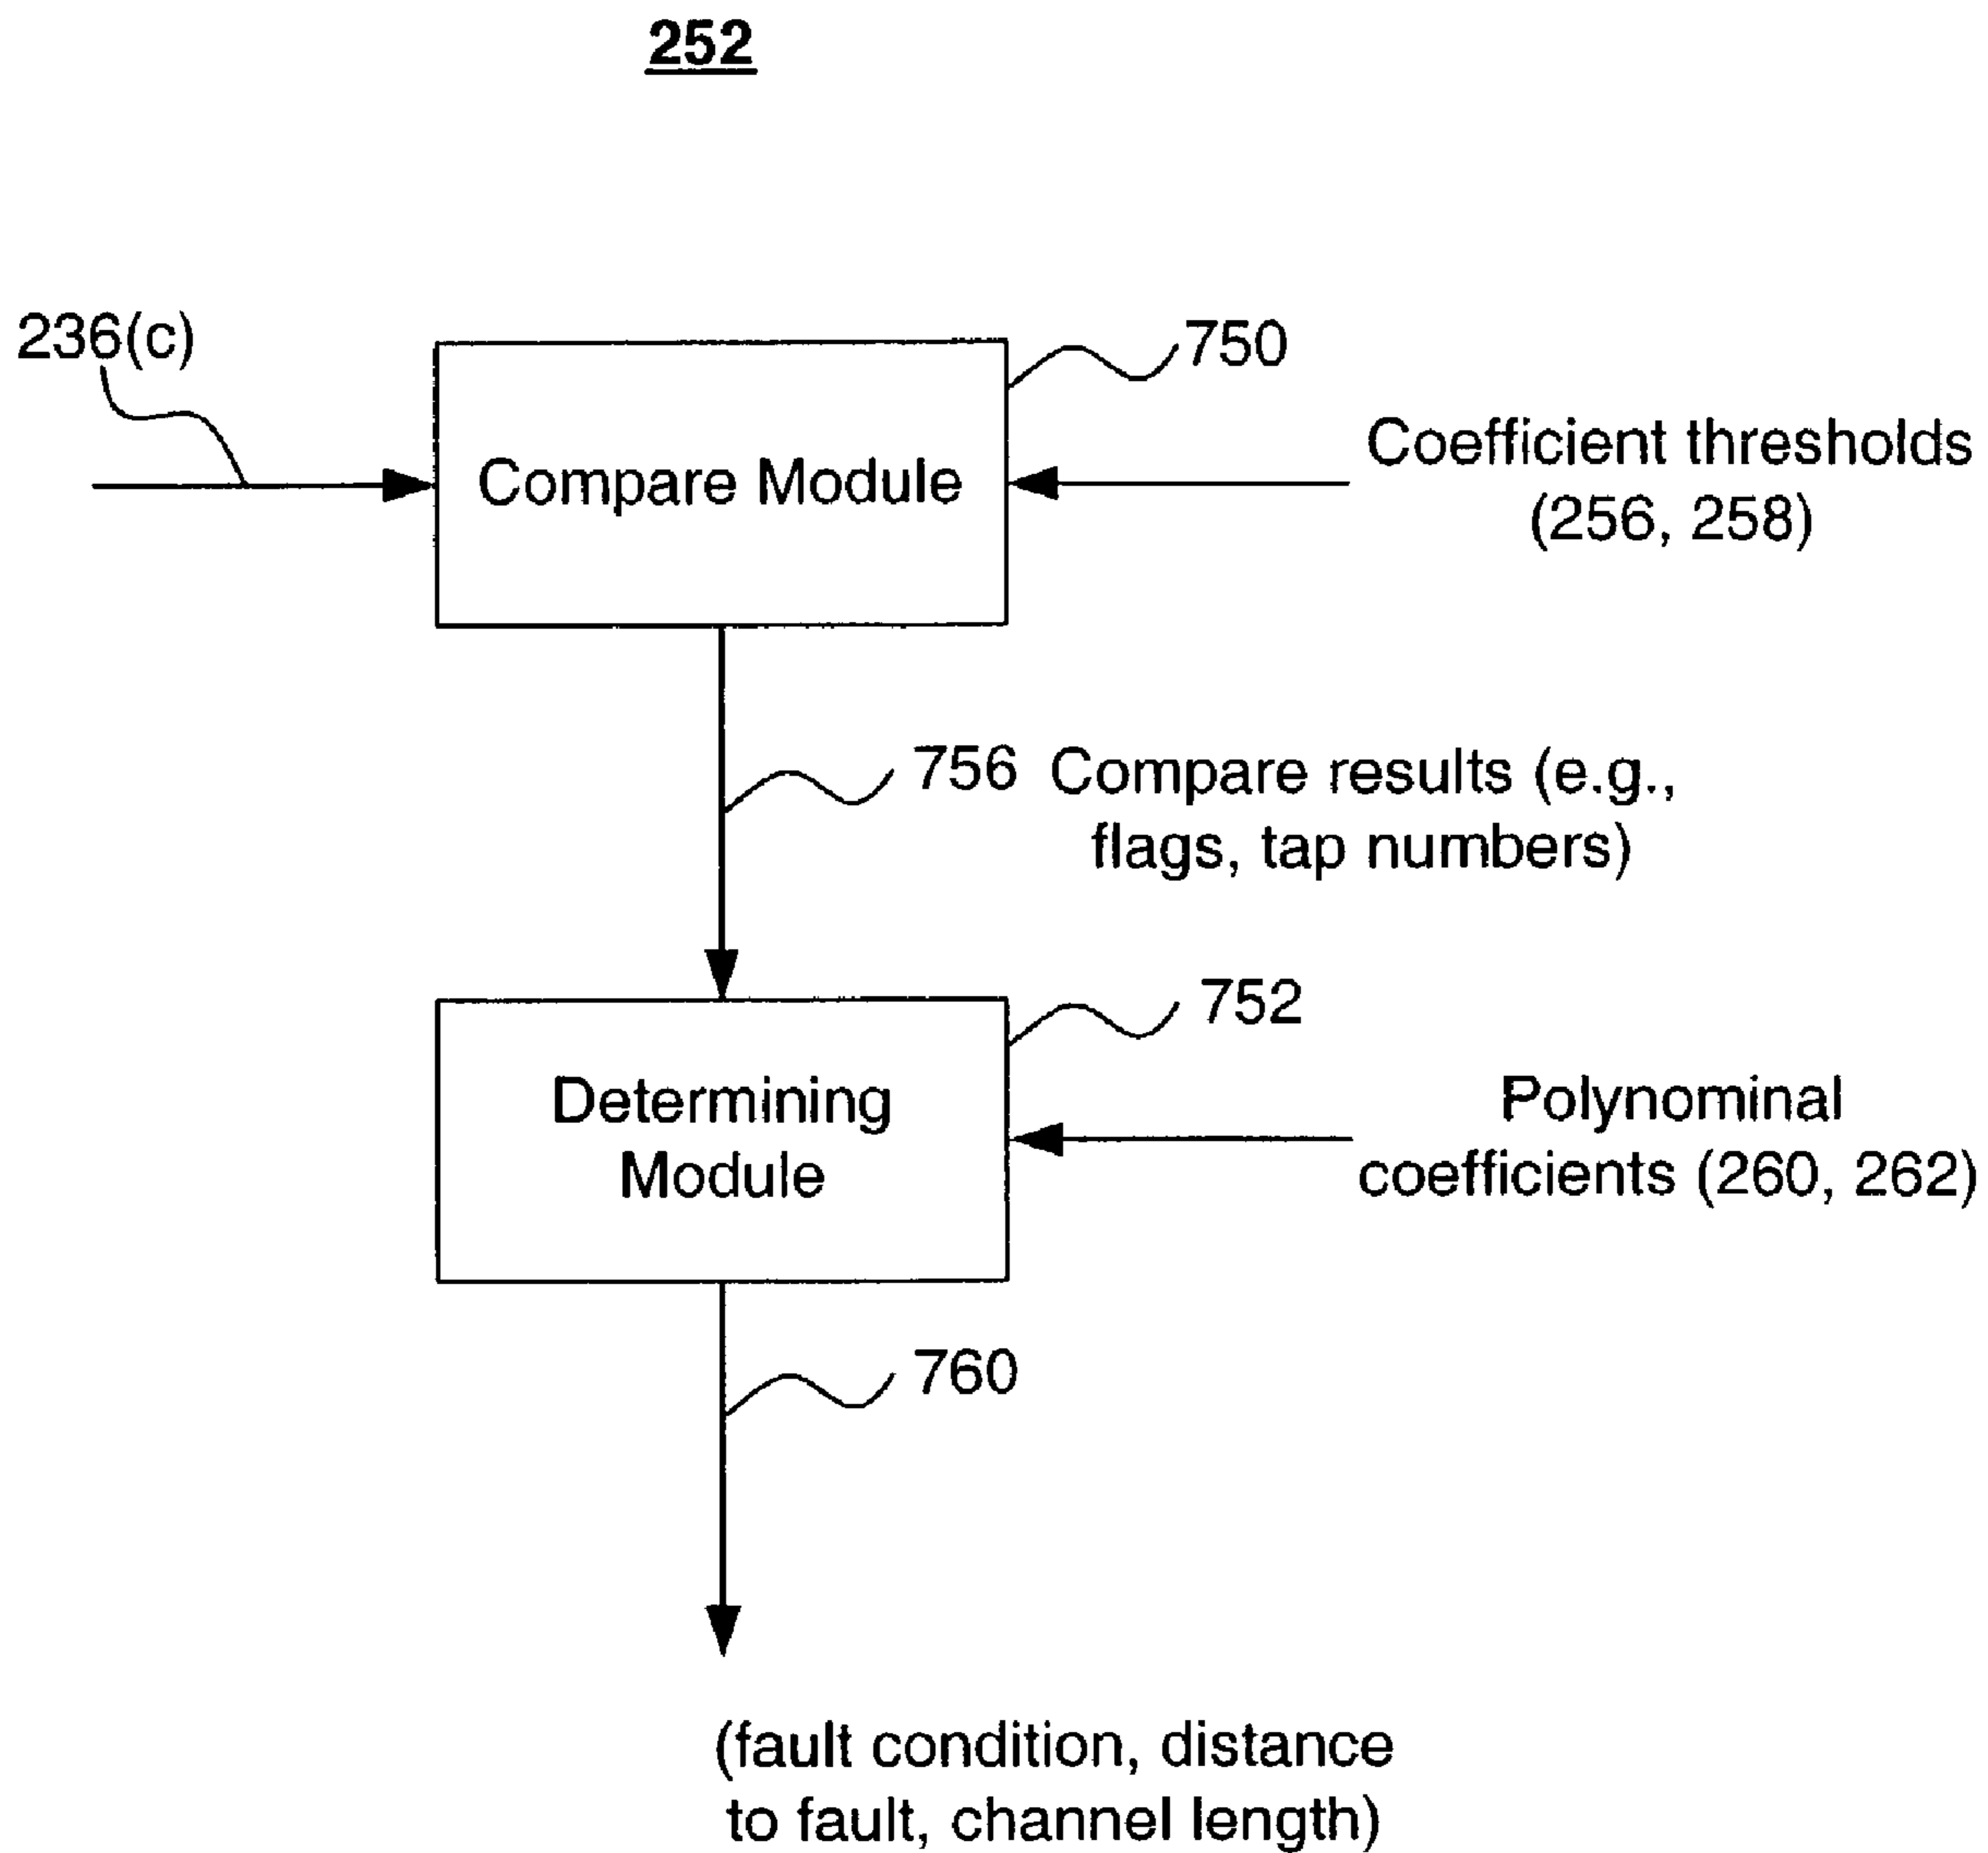 252
236(c)
750
Compare Module
Coefficient thresholds
(256, 258)
756 Compare results (e.g.,
flags, tap numbers)
752
Determining
Module
Polynominal
coefficients (260, 262)
760
(fault condition, distance
to fault, channel length)